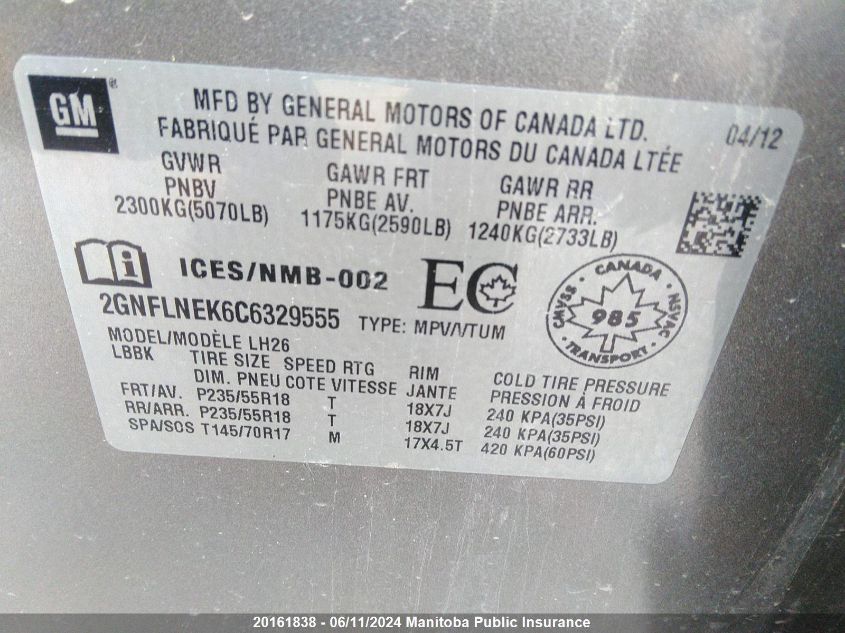 GM
MFD BY GENERAL MOTORS OF CANADA LTD.
FABRIQUÉ PAR GENERAL MOTORS DU CANADA LTÉE
04/12
GVWR GAWR FRT GAWR RR
PNBV PNBE AV. PNBE ARR.
2300KG(5070LB) 1175KG(2590LB) 1240KG(2733LB)
i ICES/NMB-002 EC
CANADA
CMVSS 985 NSVAC
TRANSPORT
2GNFLNEK6C6329555 TYPE: MPV/VTUM
MODEL/MODÈLE LH26
LBBK TIRE SIZE SPEED RTG RIM COLD TIRE PRESSURE
DIM. PNEU COTE VITESSE JANTE PRESSION À FROID
FRT/AV. P235/55R18 T 18X7J 240 KPA(35PSI)
RR/ARR. P235/55R18 T 18X7J 240 KPA(35PSI)
SPA/SOS T145/70R17 M 17X4.5T 420 KPA(60PSI)
20161838 - 06/11/2024 Manitoba Public Insurance